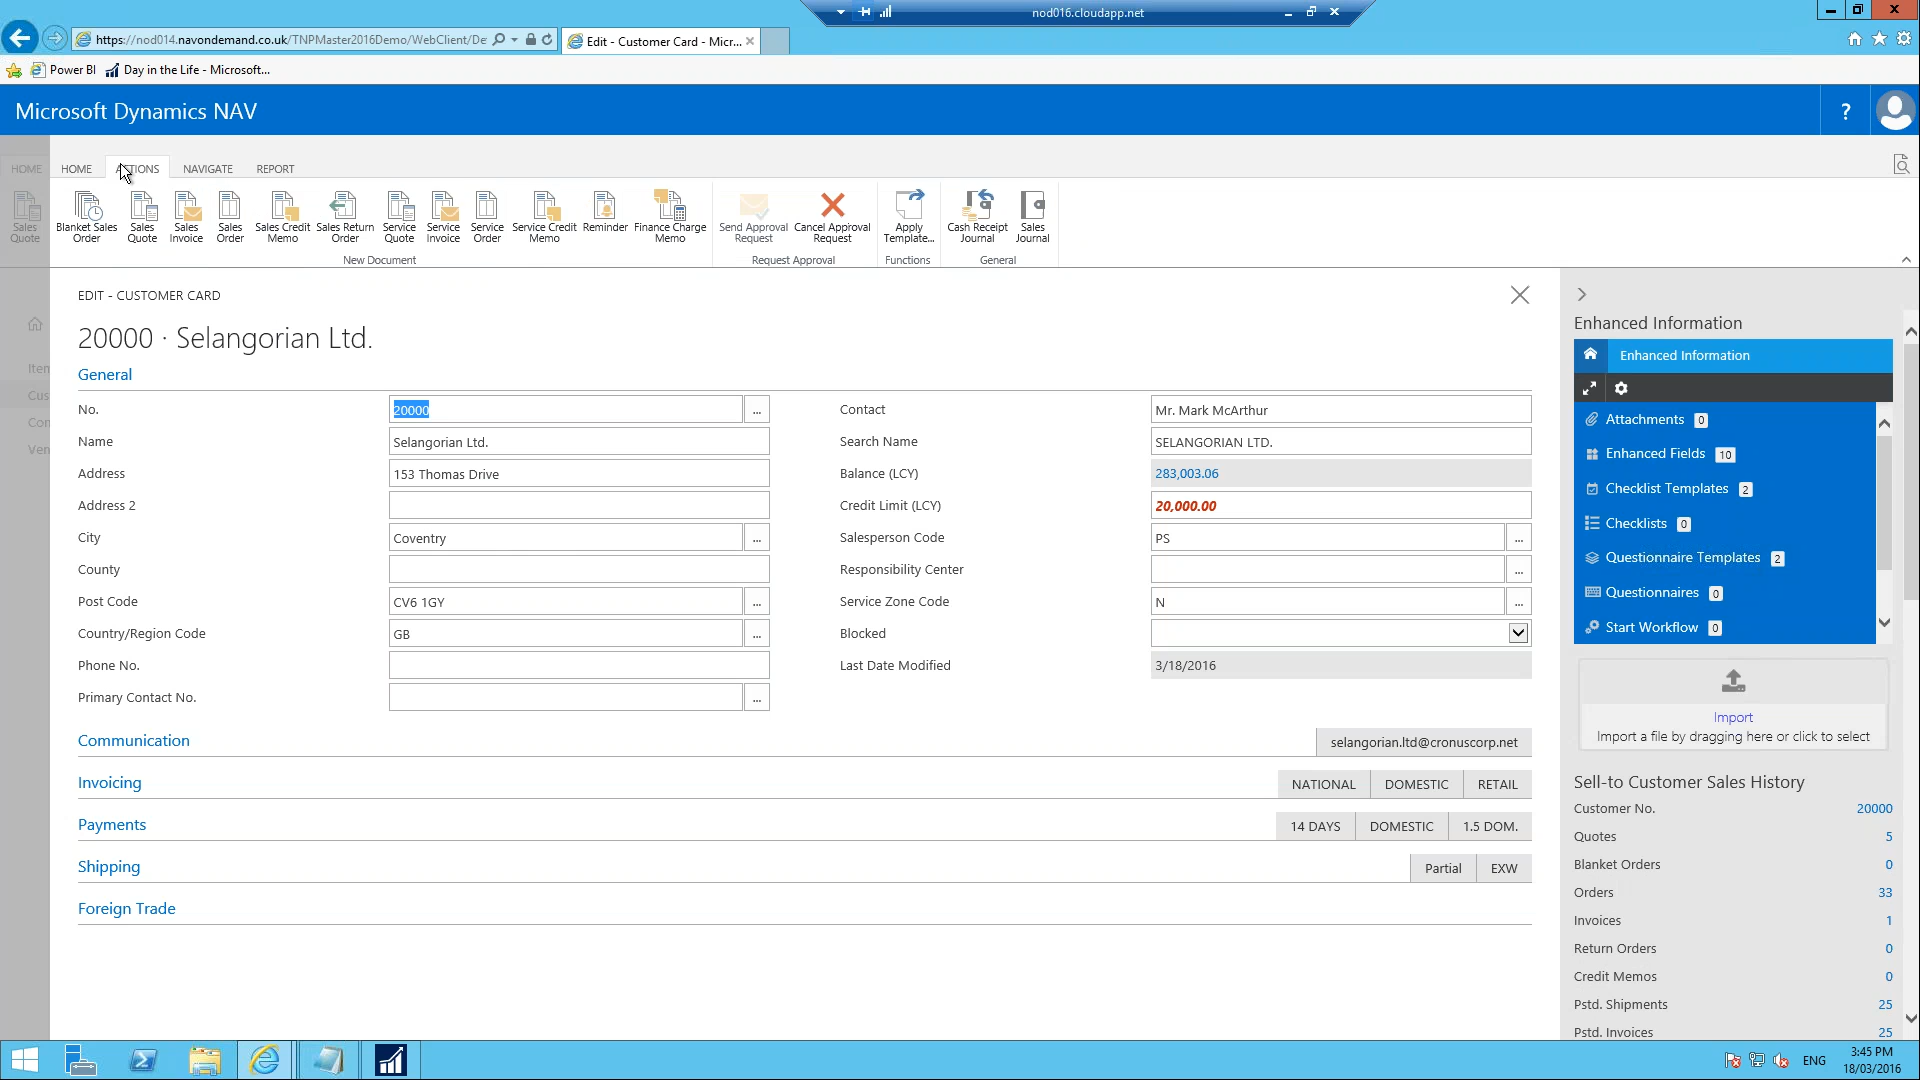 nod016.cloudapp.net
https://nod014.navondemand.co.uk/TNPMaster2016Demo/WebClient/De
Edit - Customer Card - Micr...
Power BI
Day in the Life - Microsoft...
Microsoft Dynamics NAV
?
HOME
HOME
ACTIONS
NAVIGATE
REPORT
Sales
Quote
Blanket Sales
Order
Sales
Quote
Sales
Invoice
Sales
Order
Sales Credit
Memo
Sales Return
Order
Service
Quote
Service
Invoice
Service
Order
Service Credit
Memo
Reminder
Finance Charge
Memo
Send Approval
Request
Cancel Approval
Request
Apply
Template...
Cash Receipt
Journal
Sales
Journal
New Document
Request Approval
Functions
General
EDIT - CUSTOMER CARD
20000 · Selangorian Ltd.
General
No.
20000
...
Name
Selangorian Ltd.
Address
153 Thomas Drive
Address 2
City
Coventry
...
County
Post Code
CV6 1GY
...
Country/Region Code
GB
...
Phone No.
Primary Contact No.
...
Contact
Mr. Mark McArthur
Search Name
SELANGORIAN LTD.
Balance (LCY)
283,003.06
Credit Limit (LCY)
20,000.00
Salesperson Code
PS
...
Responsibility Center
...
Service Zone Code
N
...
Blocked
Last Date Modified
3/18/2016
Communication
selangorian.ltd@cronuscorp.net
Invoicing
NATIONAL
DOMESTIC
RETAIL
Payments
14 DAYS
DOMESTIC
1.5 DOM.
Shipping
Partial
EXW
Foreign Trade
Item
Cus
Con
Ven
Enhanced Information
Enhanced Information
Attachments 0
Enhanced Fields 10
Checklist Templates 2
Checklists 0
Questionnaire Templates 2
Questionnaires 0
Start Workflow 0
Import
Import a file by dragging here or click to select
Sell-to Customer Sales History
Customer No. 20000
Quotes 5
Blanket Orders 0
Orders 33
Invoices 1
Return Orders 0
Credit Memos 0
Pstd. Shipments 25
Pstd. Invoices 25
ENG
3:45 PM
18/03/2016